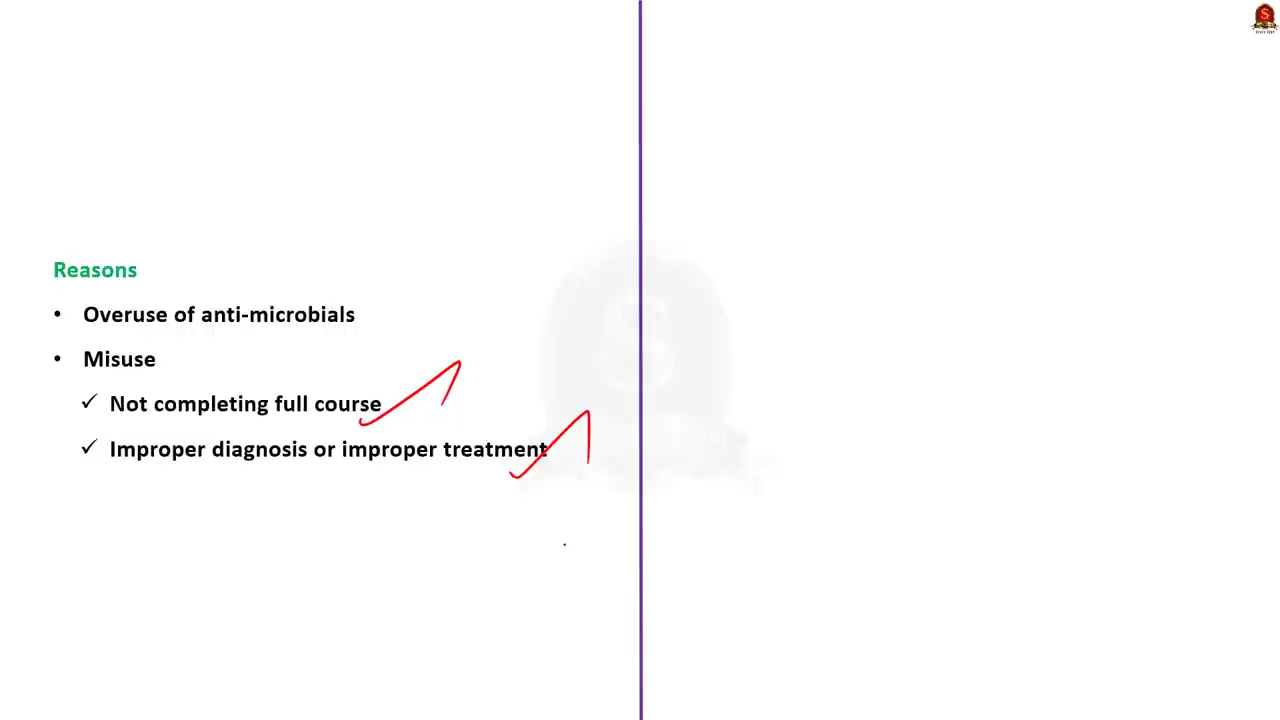 Reasons
• Overuse of anti-microbials
• Misuse
✓ Not completing full course
✓ Improper diagnosis or improper treatment